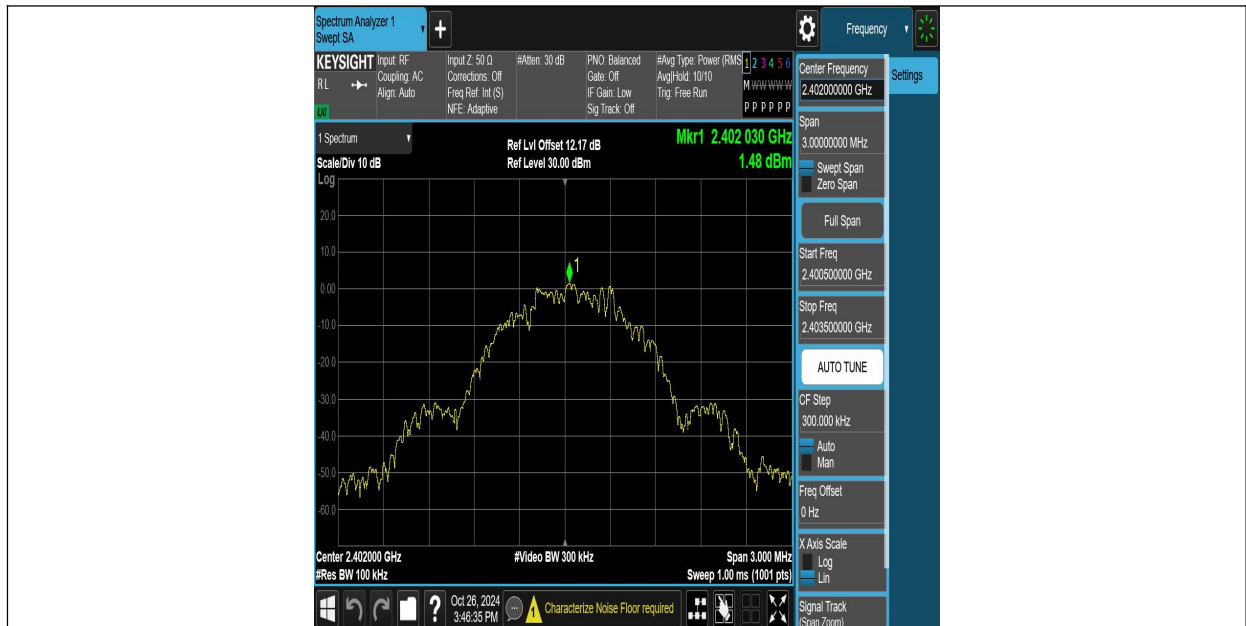 Spectrum Analyzer 1
Swept SA
+
Frequency
KEYSIGHT
RL
LXI
Input: RF
Coupling: AC
Align: Auto
Input Z: 50 Ω
Corrections: Off
Freq Ref: Int (S)
NFE: Adaptive
#Atten: 30 dB
PNO: Balanced
Gate: Off
IF Gain: Low
Sig Track: Off
#Avg Type: Power (RMS
Avg|Hold: 10/10
Trig: Free Run
1 2 3 4 5 6
M W W W W W
P P P P P P
1 Spectrum
Scale/Div 10 dB
Ref Lvl Offset 12.17 dB
Ref Level 30.00 dBm
Mkr1 2.402 030 GHz
1.48 dBm
Log
20.0
10.0
0.00
-10.0
-20.0
-30.0
-40.0
-50.0
-60.0
1
Center 2.402000 GHz
#Res BW 100 kHz
#Video BW 300 kHz
Span 3.000 MHz
Sweep 1.00 ms (1001 pts)
Center Frequency
2.402000000 GHz
Settings
Span
3.00000000 MHz
Swept Span
Zero Span
Full Span
Start Freq
2.400500000 GHz
Stop Freq
2.403500000 GHz
AUTO TUNE
CF Step
300.000 kHz
Auto
Man
Freq Offset
0 Hz
X Axis Scale
Log
Lin
Signal Track
(Span Zoom)
?
Oct 26, 2024
3:46:35 PM
1
Characterize Noise Floor required